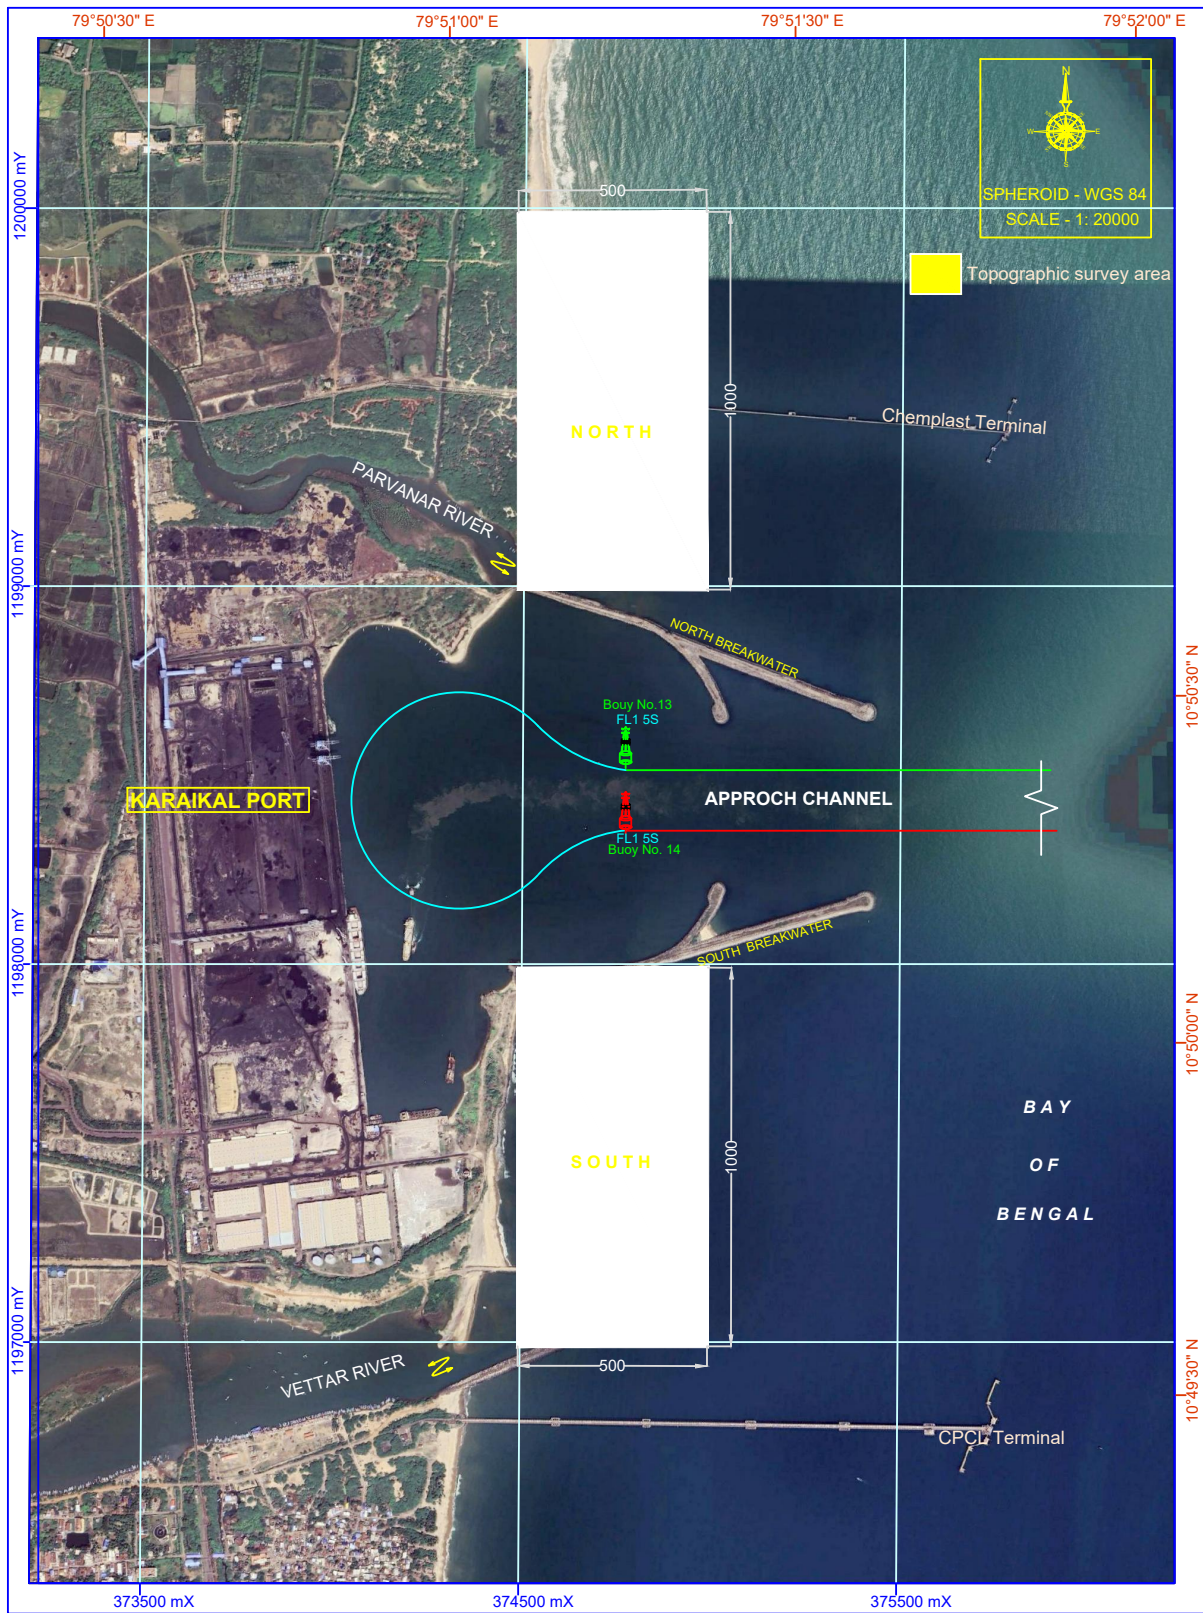 79°50'30" E
79°51'00" E
79°51'30" E
79°52'00" E
N
W
E
S
SPHEROID - WGS 84
SCALE - 1: 20000
Topographic survey area
1200000 mY
500
1000
NORTH
Chemplast Terminal
PARVANAR RIVER
1199000 mY
NORTH BREAKWATER
10°50'30" N
Bouy No.13
FL1 5S
KARAIKAL PORT
APPROCH CHANNEL
FL1 5S
Buoy No. 14
SOUTH BREAKWATER
1198000 mY
10°50'00" N
BAY
OF
BENGAL
SOUTH
1000
1197000 mY
500
VETTAR RIVER
10°49'30" N
CPCL Terminal
373500 mX
374500 mX
375500 mX